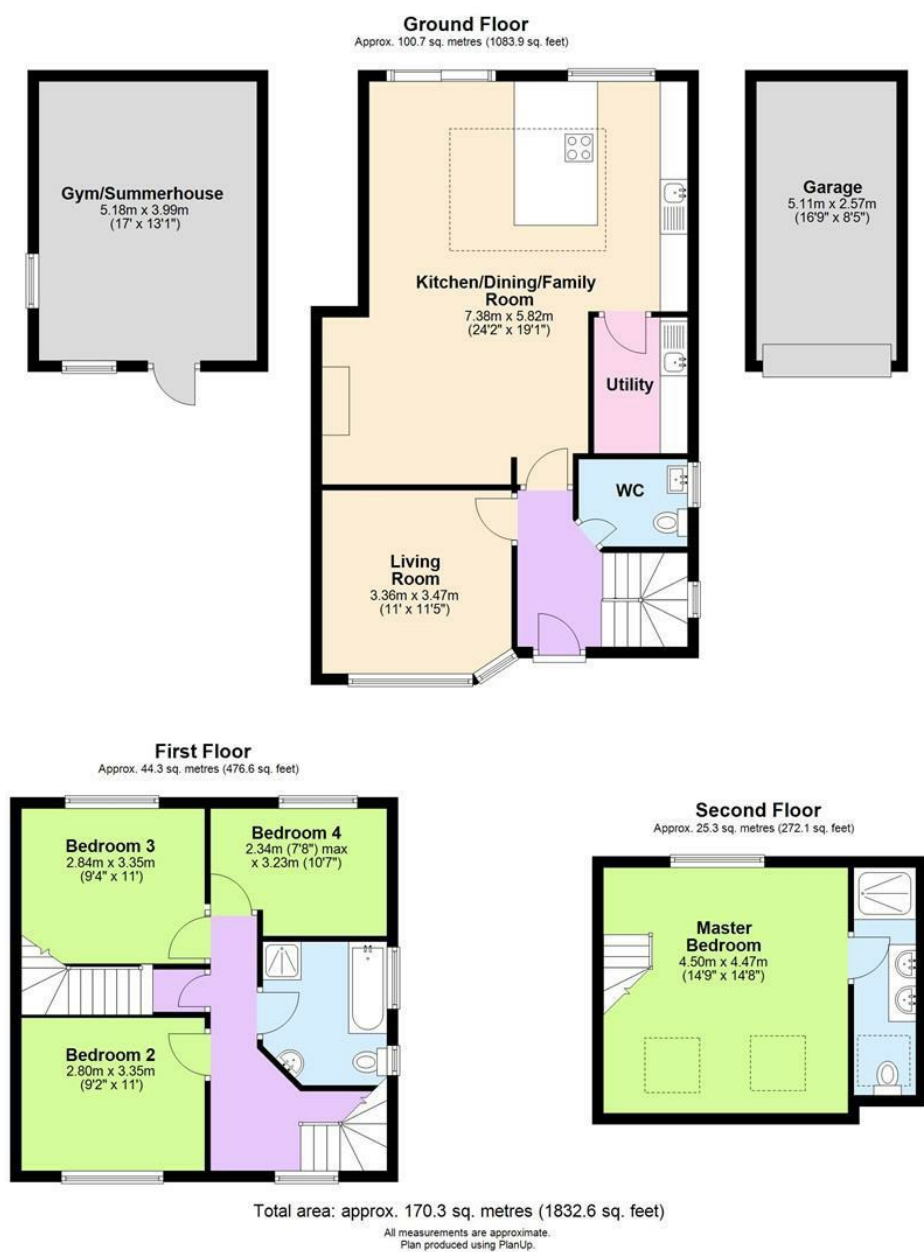 Ground Floor
Approx. 100.7 sq. metres (1083.9 sq. feet)
Gym/Summerhouse
5.18m x 3.99m
(17' x 13'1")
Garage
5.11m x 2.57m
(16'9" x 8'5")
Kitchen/Dining/Family
Room
7.38m x 5.82m
(24'2" x 19'1")
Utility
WC
Living
Room
3.36m x 3.47m
(11' x 11'5")
First Floor
Approx. 44.3 sq. metres (476.6 sq. feet)
Bedroom 3
2.84m x 3.35m
(9'4" x 11')
Bedroom 4
2.34m (7'8") max
x 3.23m (10'7")
Bedroom 2
2.80m x 3.35m
(9'2" x 11')
Second Floor
Approx. 25.3 sq. metres (272.1 sq. feet)
Master
Bedroom
4.50m x 4.47m
(14'9" x 14'8")
Total area: approx. 170.3 sq. metres (1832.6 sq. feet)
All measurements are approximate.
Plan produced using PlanUp.